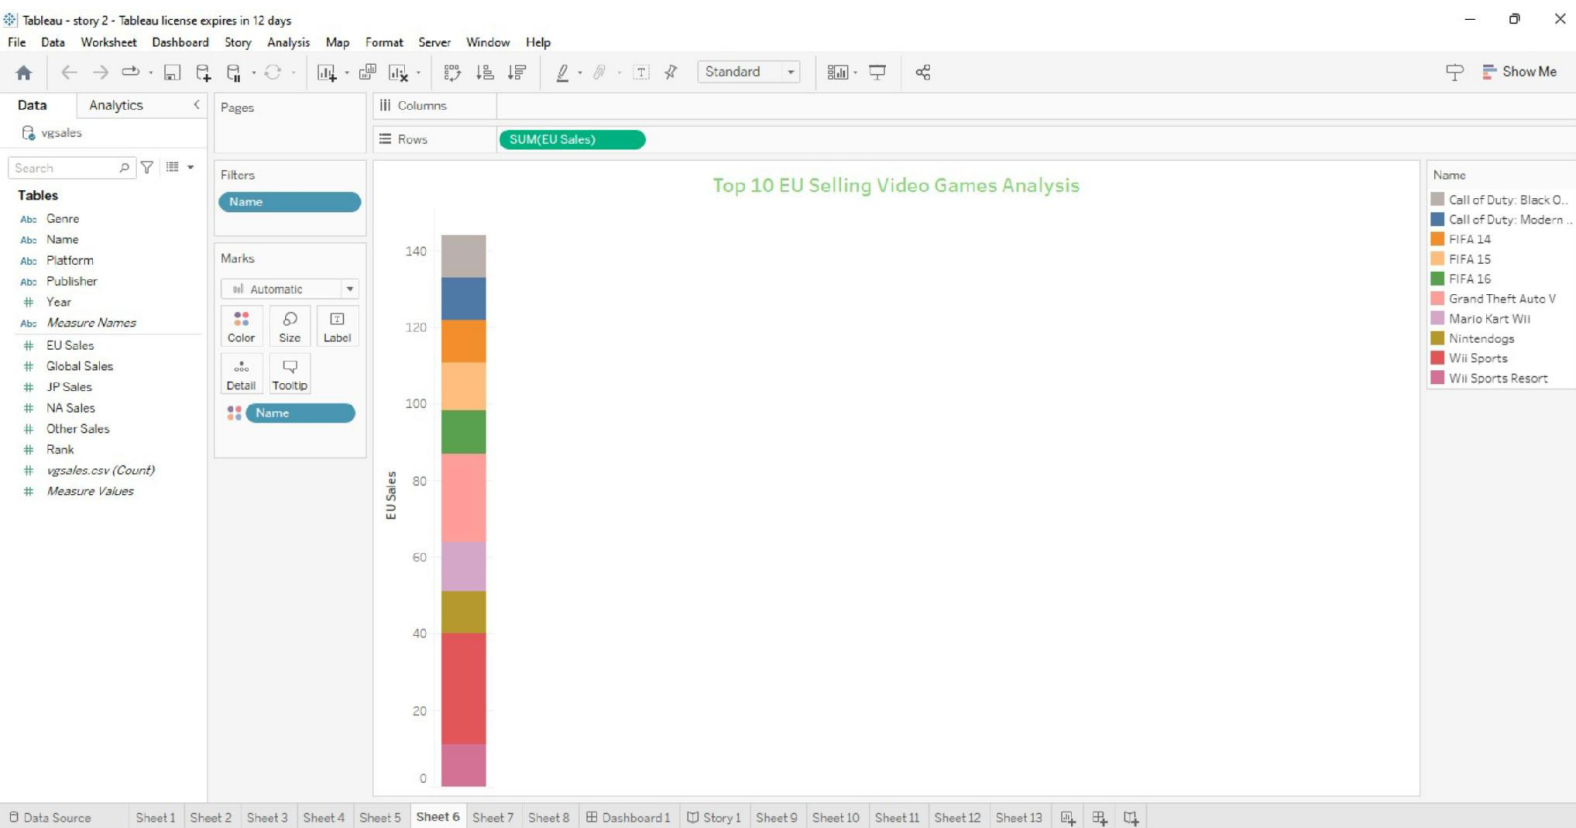 Tableau - story 2 - Tableau license expires in 12 days
File Data Worksheet Dashboard Story Analysis Map Format Server Window Help
Standard
Show Me
Data Analytics
vgsales
Search
Tables
Abc Genre
Abc Name
Abc Platform
Abc Publisher
# Year
Abc Measure Names
# EU Sales
# Global Sales
# JP Sales
# NA Sales
# Other Sales
# Rank
# vgsales.csv (Count)
# Measure Values
Pages
Filters
Name
Marks
Automatic
Color Size Label
Detail Tooltip
Name
Columns
Rows SUM(EU Sales)
Top 10 EU Selling Video Games Analysis
EU Sales
140
120
100
80
60
40
20
0
Name
Call of Duty: Black O..
Call of Duty: Modern ..
FIFA 14
FIFA 15
FIFA 16
Grand Theft Auto V
Mario Kart Wii
Nintendogs
Wii Sports
Wii Sports Resort
Data Source Sheet 1 Sheet 2 Sheet 3 Sheet 4 Sheet 5 Sheet 6 Sheet 7 Sheet 8 Dashboard 1 Story 1 Sheet 9 Sheet 10 Sheet 11 Sheet 12 Sheet 13